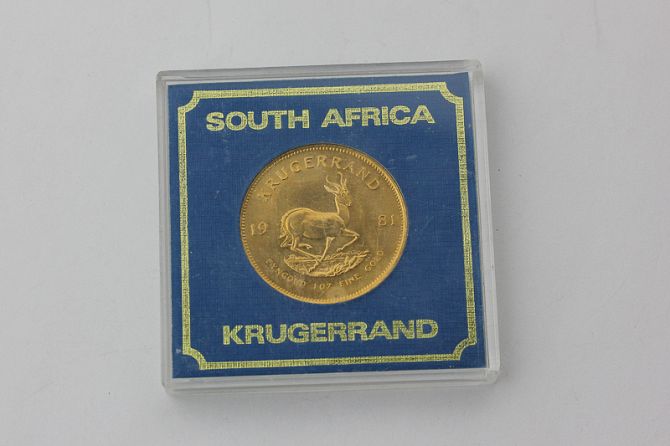 SOUTH AFRICA
KRUGERRAND
19 81
FYNGOUD 1 OZ FINE GOLD
KRUGERRAND